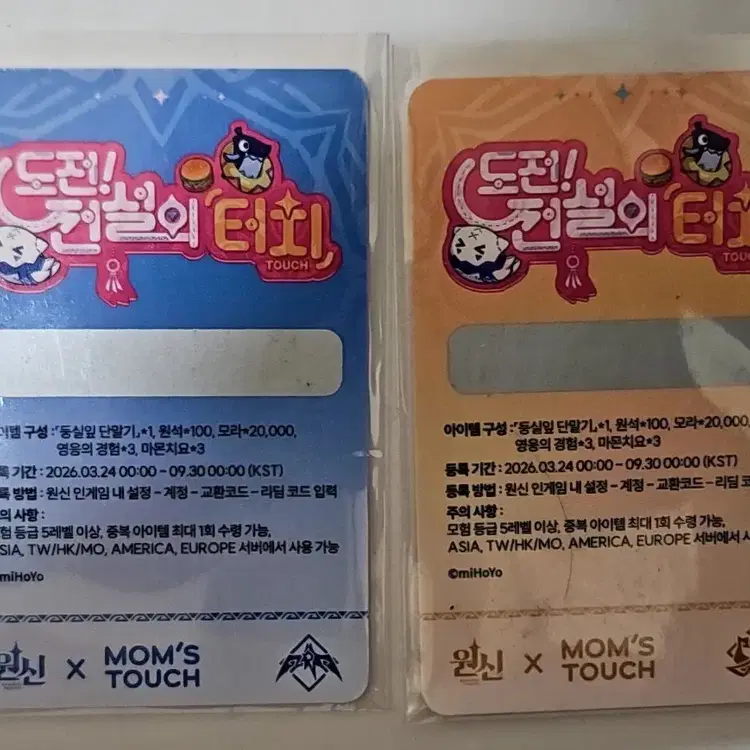 도전!
전설의 터치
TOUCH
이템 구성 : 「둥실잎 단말기」*1, 원석*100, 모라*20,000,
영웅의 경험*3, 마몬치요*3
록 기간 : 2026.03.24 00:00 ~ 09.30 00:00 (KST)
록 방법 : 원신 인게임 내 설정 - 계정 - 교환코드 - 리딤 코드 입력
의 사항 :
험 등급 5레벨 이상, 중복 아이템 최대 1회 수령 가능,
SIA, TW/HK/MO, AMERICA, EUROPE 서버에서 사용 가능
miHoYo
원신 X MOM'S TOUCH
도전!
전설의 터치
TOUCH
아이템 구성 : 「둥실잎 단말기」*1, 원석*100, 모라*20,000,
영웅의 경험*3, 마몬치요*3
등록 기간 : 2026.03.24 00:00 ~ 09.30 00:00 (KST)
등록 방법 : 원신 인게임 내 설정 - 계정 - 교환코드 - 리딤 코드
주의 사항 :
모험 등급 5레벨 이상, 중복 아이템 최대 1회 수령 가능,
ASIA, TW/HK/MO, AMERICA, EUROPE 서버에서 사
©miHoYo
원신 X MOM'S TOUCH